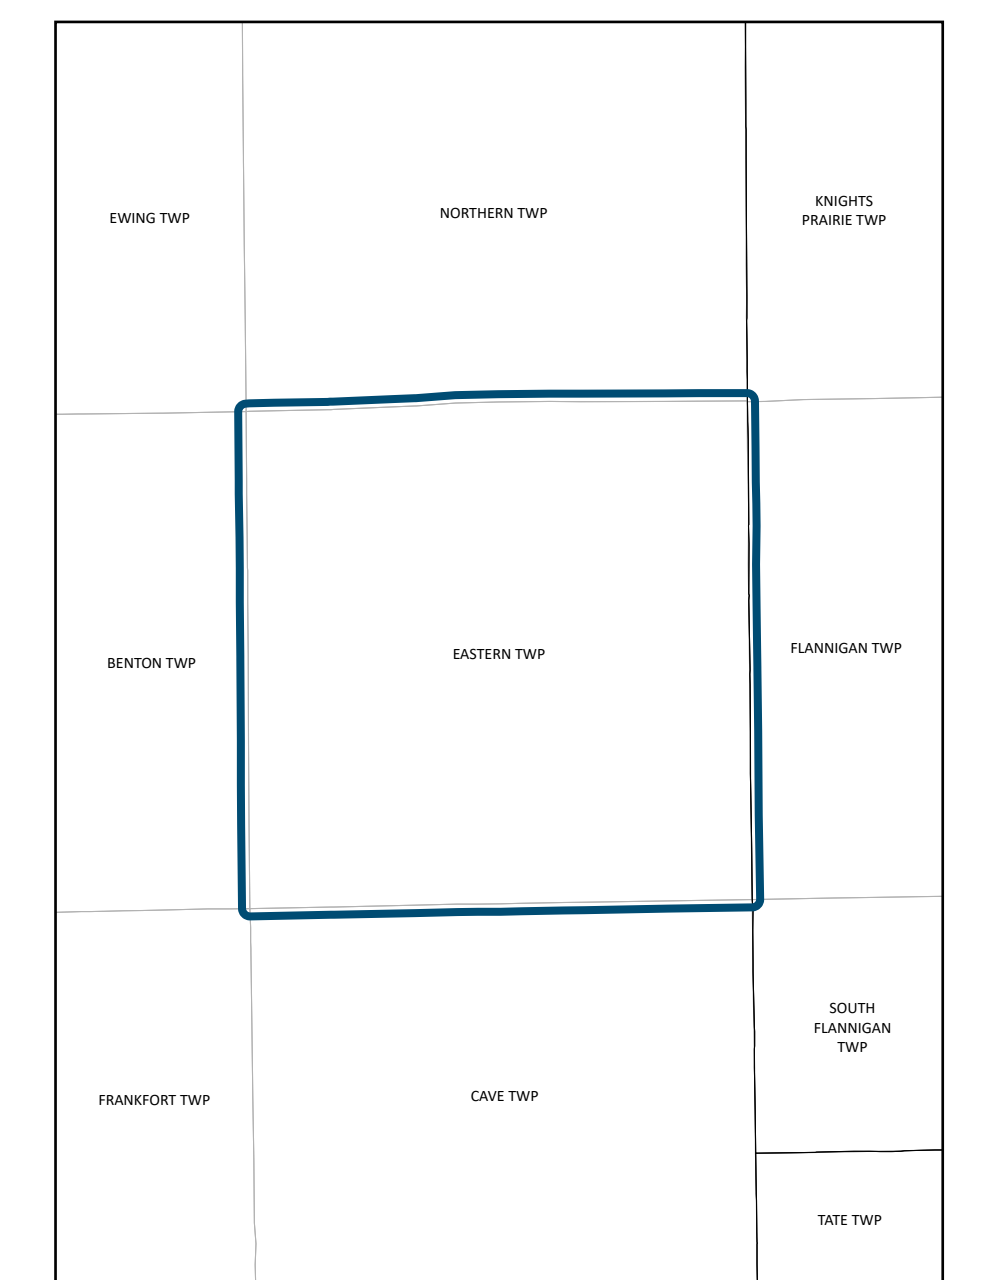 EWING TWP
NORTHERN TWP
KNIGHTS
PRAIRIE TWP
BENTON TWP
EASTERN TWP
FLANNIGAN TWP
SOUTH
FLANNIGAN
TWP
FRANKFORT TWP
CAVE TWP
TATE TWP